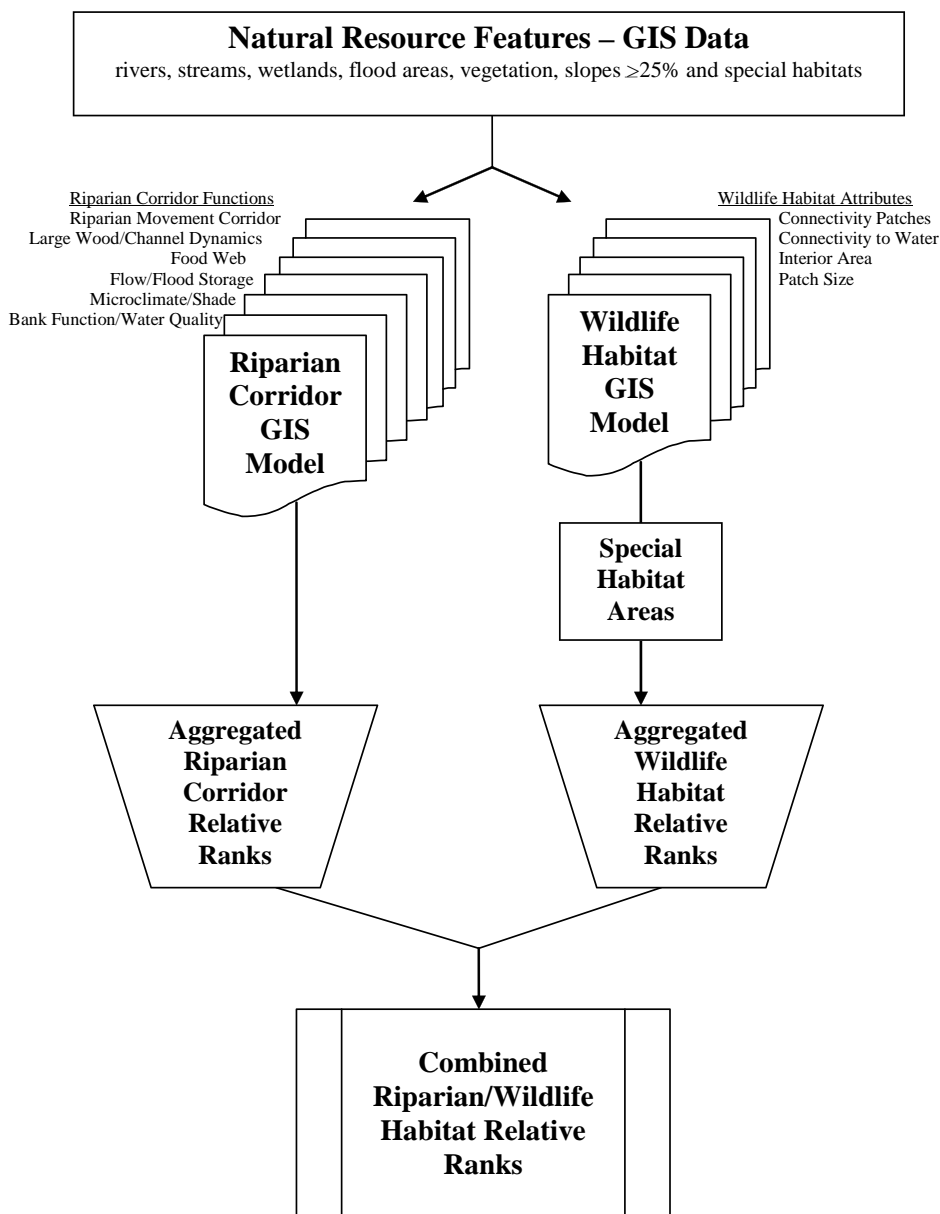 Natural Resource Features – GIS Data
rivers, streams, wetlands, flood areas, vegetation, slopes ≥25% and special habitats
Riparian Corridor Functions
Riparian Movement Corridor
Large Wood/Channel Dynamics
Food Web
Flow/Flood Storage
Microclimate/Shade
Bank Function/Water Quality
Riparian
Corridor
GIS
Model
Wildlife Habitat Attributes
Connectivity Patches
Connectivity to Water
Interior Area
Patch Size
Wildlife
Habitat
GIS
Model
Special
Habitat
Areas
Aggregated
Riparian
Corridor
Relative
Ranks
Aggregated
Wildlife
Habitat
Relative
Ranks
Combined
Riparian/Wildlife
Habitat Relative
Ranks